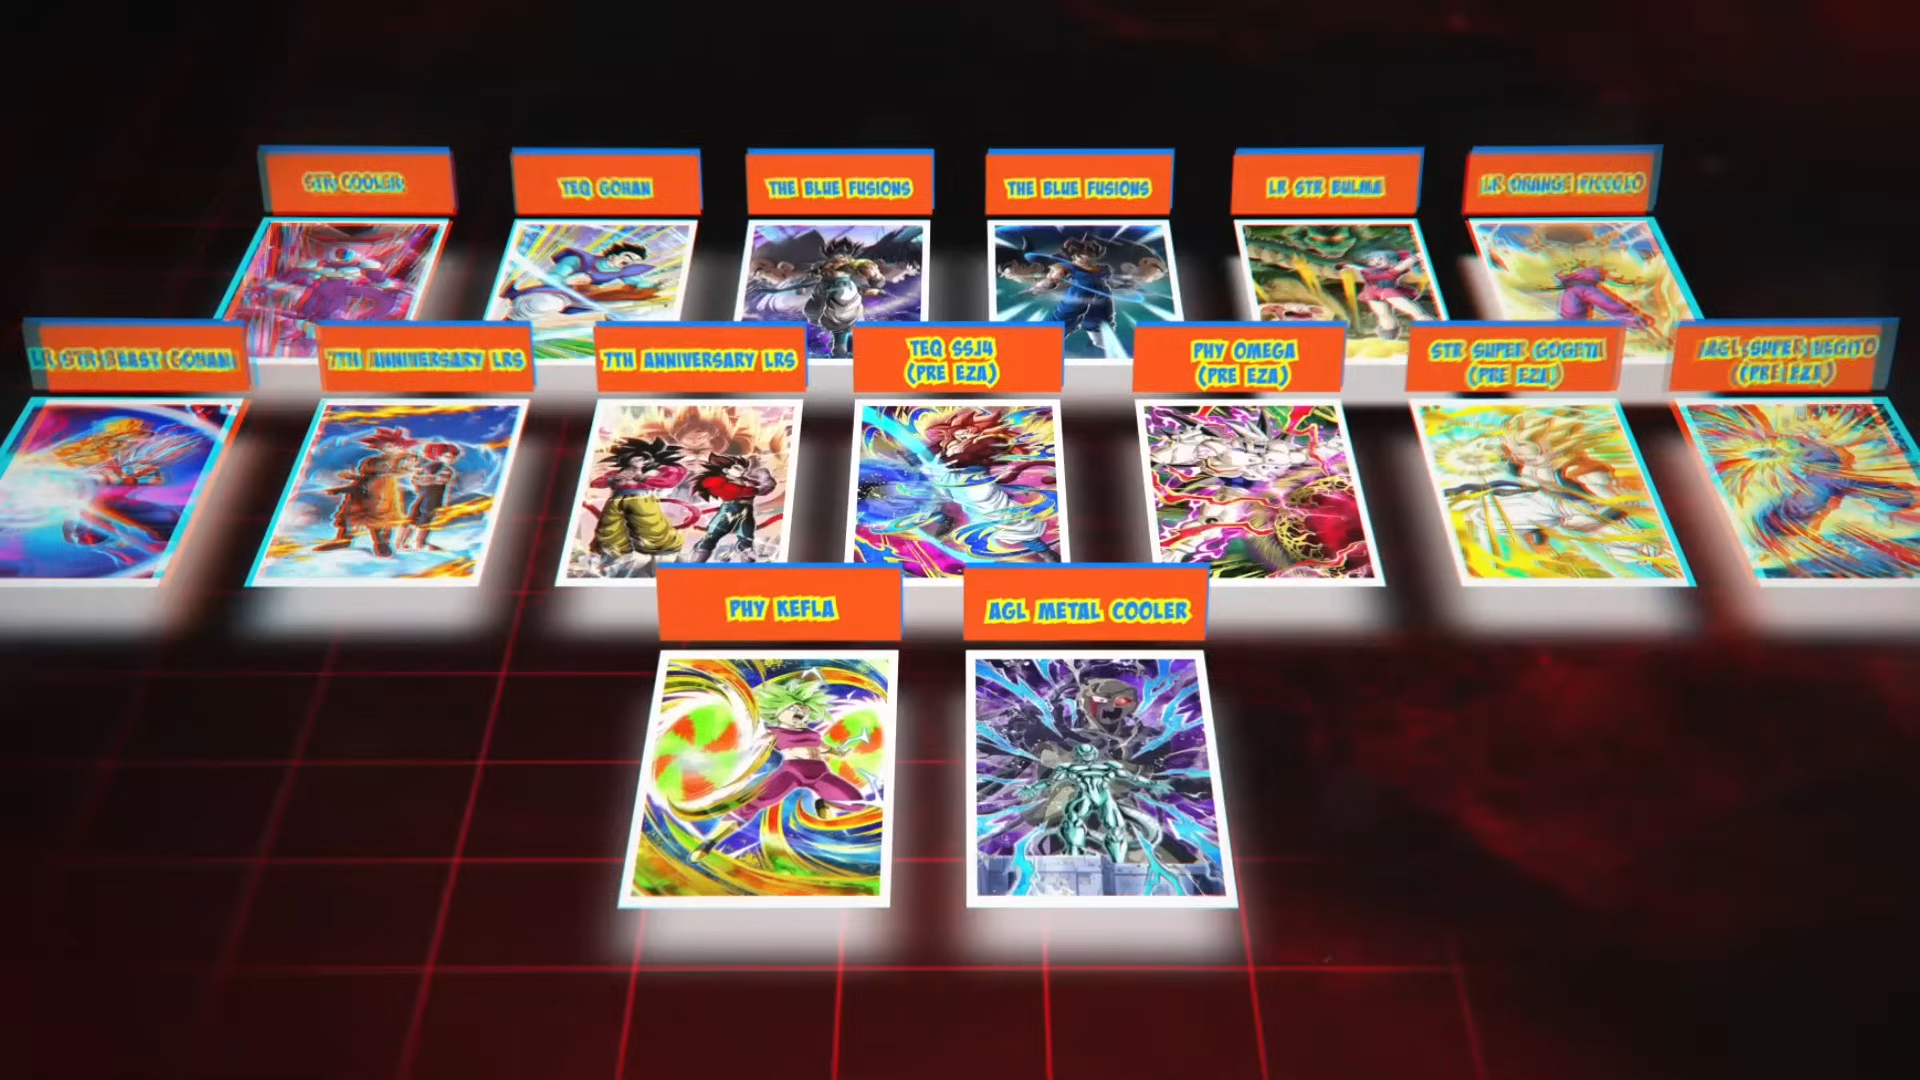 STR COOLER
TEQ GOHAN
THE BLUE FUSIONS
THE BLUE FUSIONS
LR STR BULMA
LR ORANGE PICCOLO
LR STR BEAST GOHAN
7TH ANNIVERSARY LRS
7TH ANNIVERSARY LRS
TEQ SSJ4
(PRE EZA)
PHY OMEGA
(PRE EZA)
STR SUPER GOGETA
(PRE EZA)
AGL SUPER VEGITO
(PRE EZA)
PHY KEFLA
AGL METAL COOLER